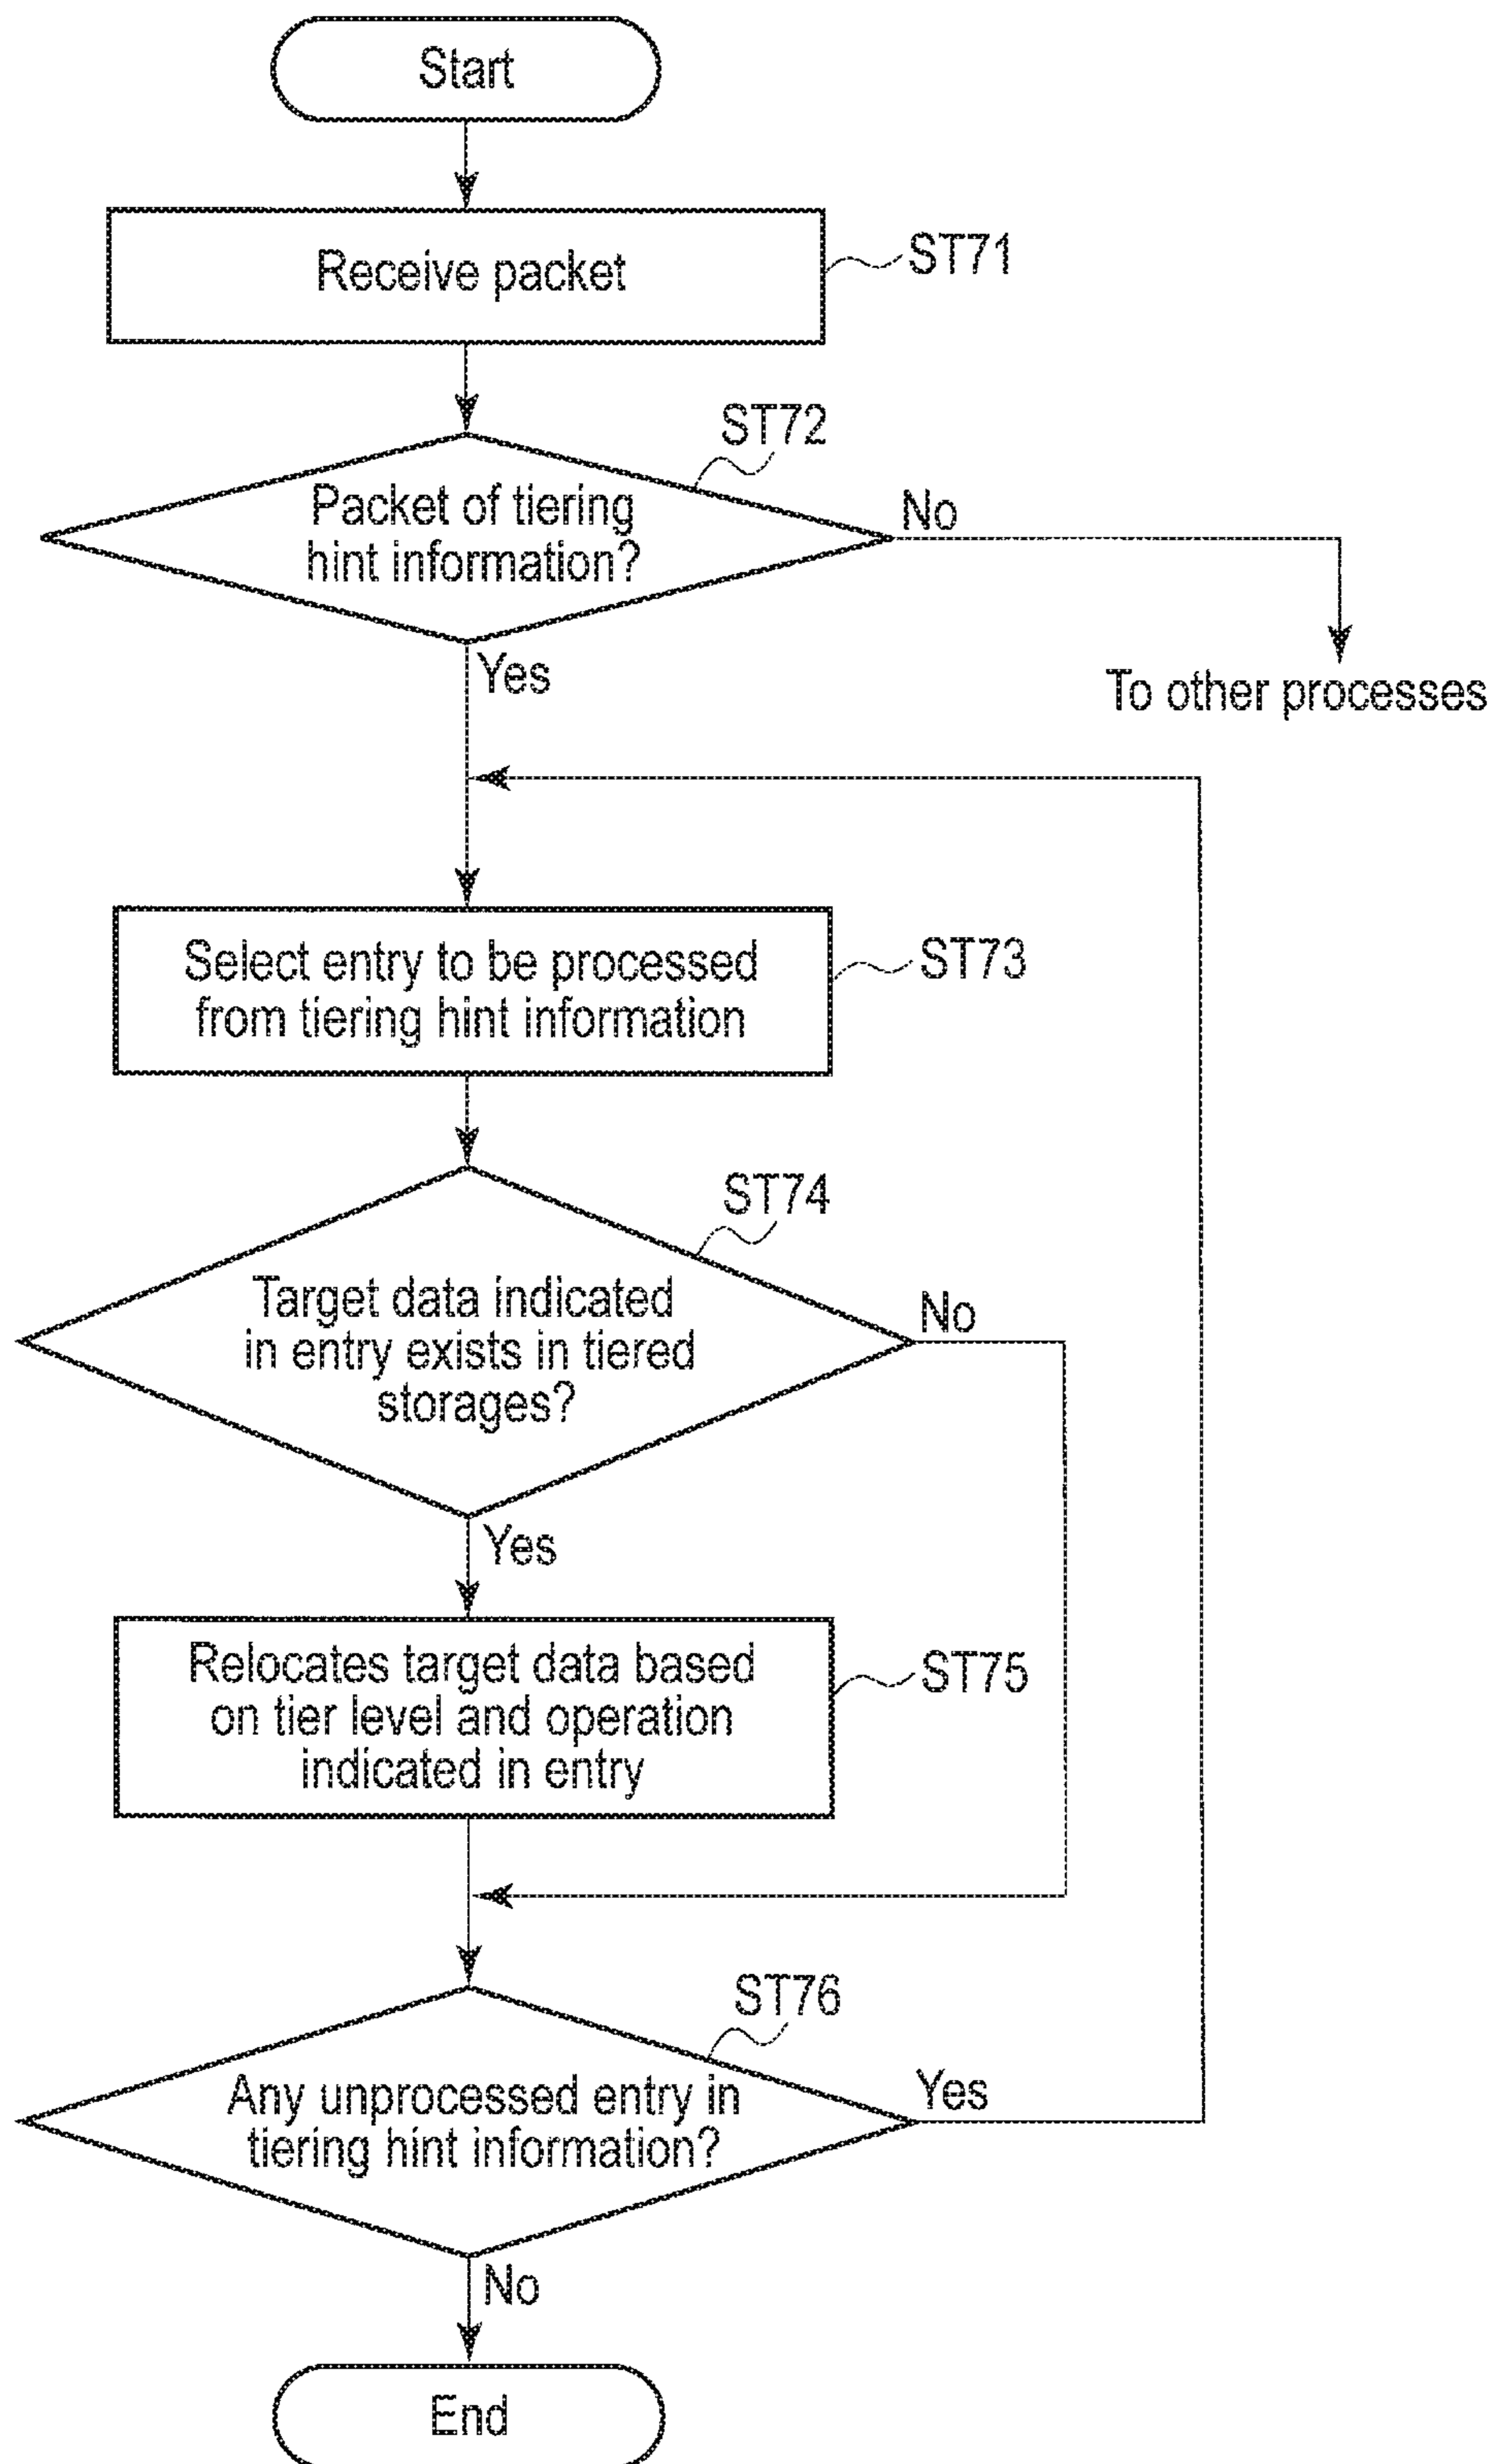 Start
Receive packet
ST71
ST72
Packet of tiering
hint information?
No
Yes
To other processes
Select entry to be processed
from tiering hint information
ST73
ST74
Target data indicated
in entry exists in tiered
storages?
No
Yes
Relocates target data based
on tier level and operation
indicated in entry
ST75
ST76
Any unprocessed entry in
tiering hint information?
Yes
No
End